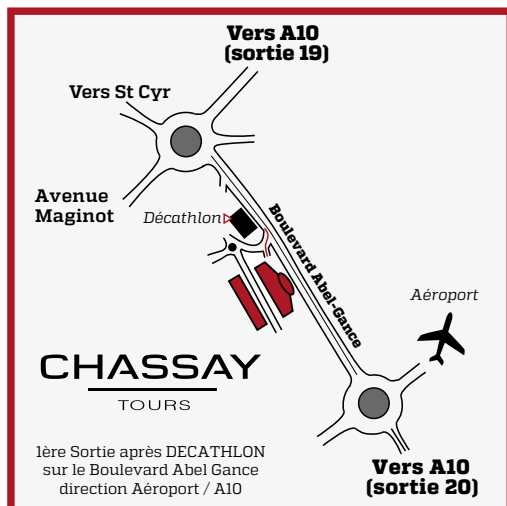 Vers A10
(sortie 19)
Vers St Cyr
Avenue
Maginot
Décathlon
Boulevard Abel-Gance
Aéroport
CHASSAY
TOURS
1ère Sortie après DECATHLON
sur le Boulevard Abel Gance
direction Aéroport / A10
Vers A10
(sortie 20)